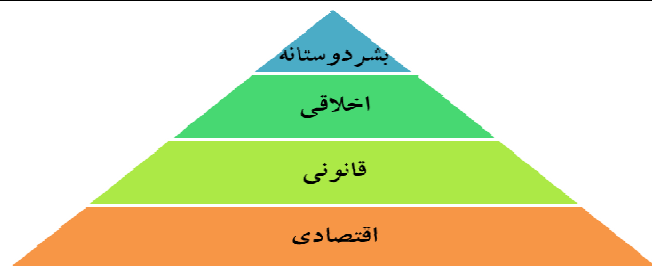 بشردوستانه
اخلاقی
قانونی
اقتصادی